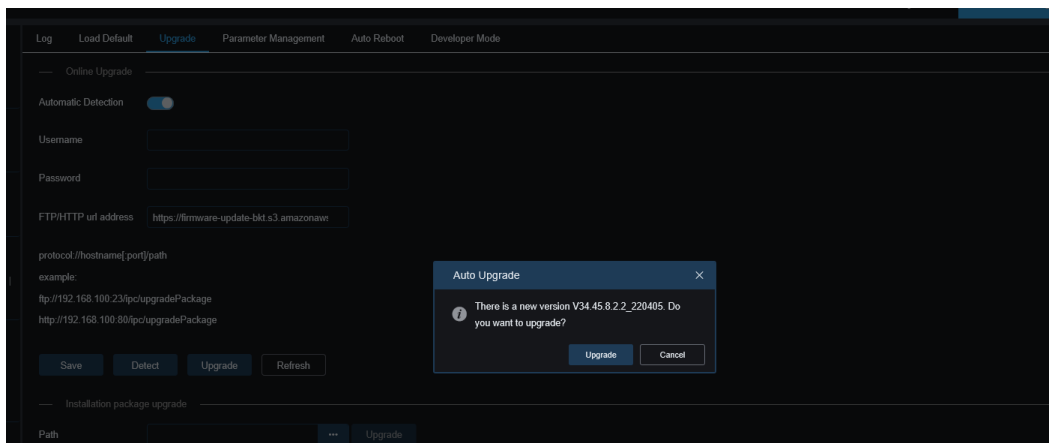 Log Load Default Upgrade Parameter Management Auto Reboot Developer Mode
Online Upgrade
Automatic Detection
Username
Password
FTP/HTTP url address https://firmware-update-bkt.s3.amazonaws
protocol://hostname[:port]/path
example:
ftp://192.168.100:23/ipc/upgradePackage
http://192.168.100:80/ipc/upgradePackage
Save Detect Upgrade Refresh
Installation package upgrade
Path ... Upgrade
Auto Upgrade
There is a new version V34.45.8.2.2_220405. Do
you want to upgrade?
Upgrade Cancel